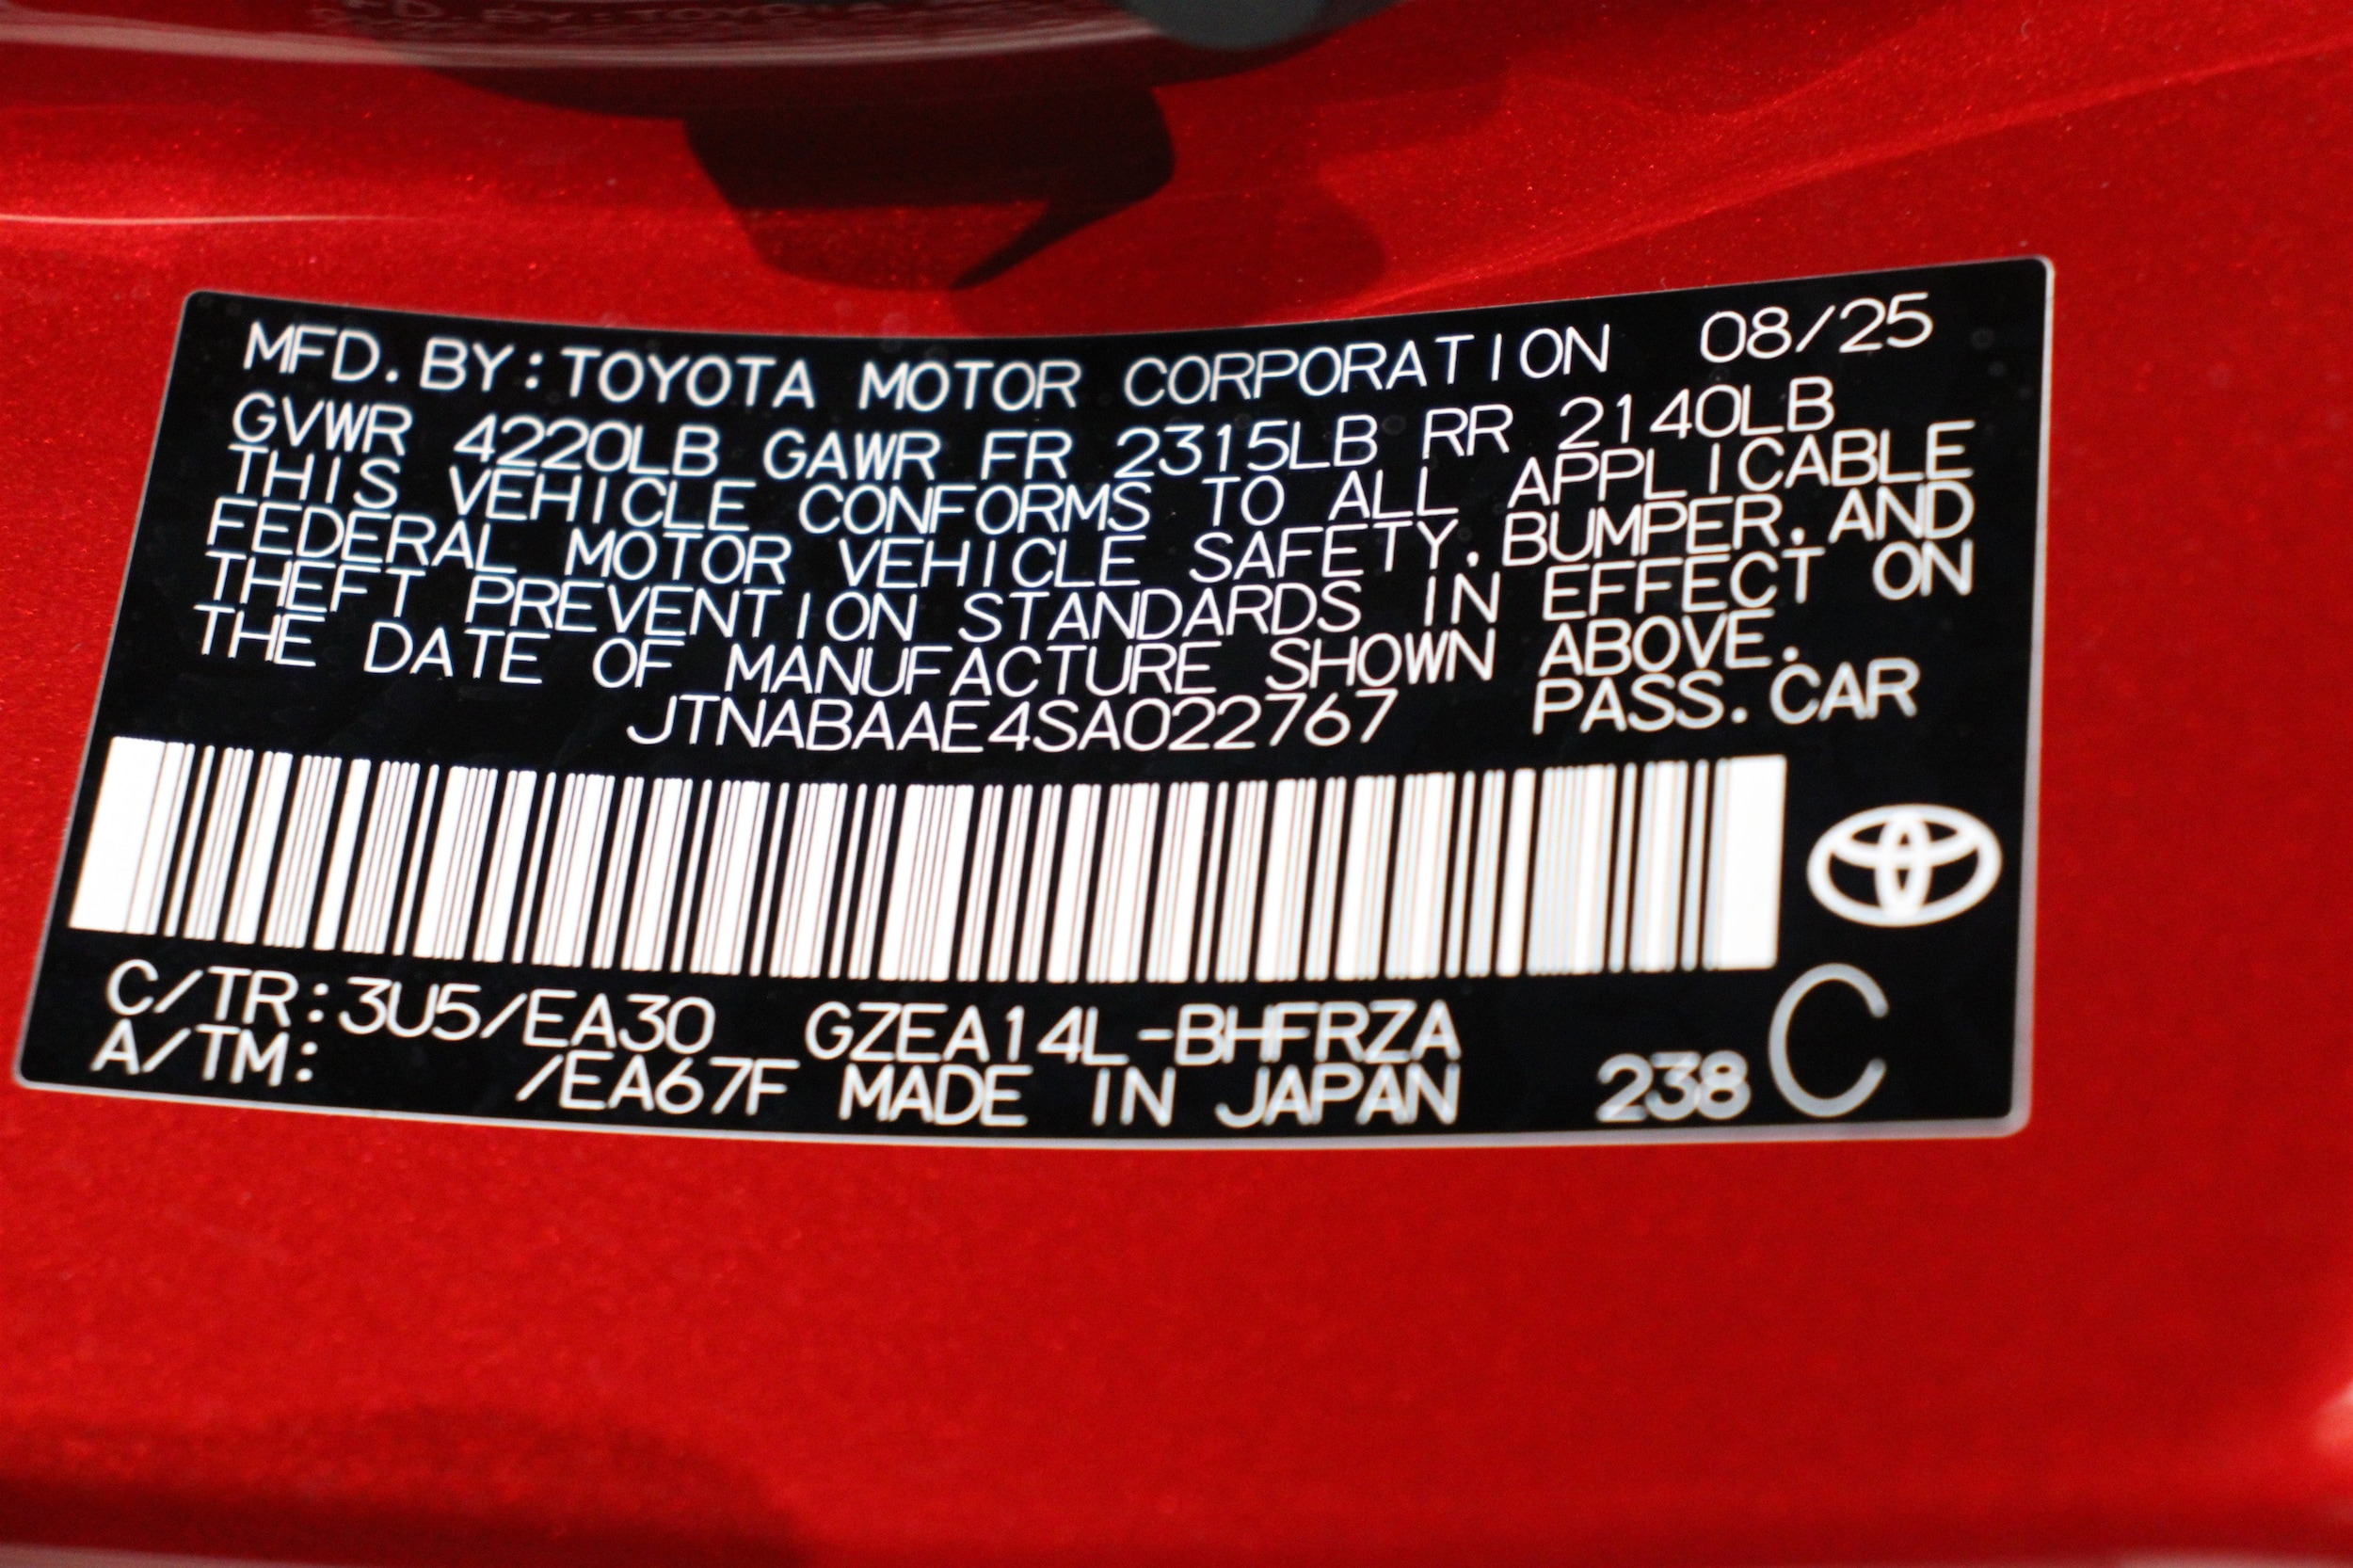 MFD.BY:TOYOTA MOTOR CORPORATION 08/25
GVWR 4220LB GAWR FR 2315LB RR 2140LB
THIS VEHICLE CONFORMS TO ALL APPLICABLE
FEDERAL MOTOR VEHICLE SAFETY,BUMPER,AND
THEFT PREVENTION STANDARDS IN EFFECT ON
THE DATE OF MANUFACTURE SHOWN ABOVE.
JTNABAAE4SA022767 PASS.CAR
C/TR:3U5/EA30 GZEA14L-BHFRZA
A/TM: /EA67F MADE IN JAPAN 238 C